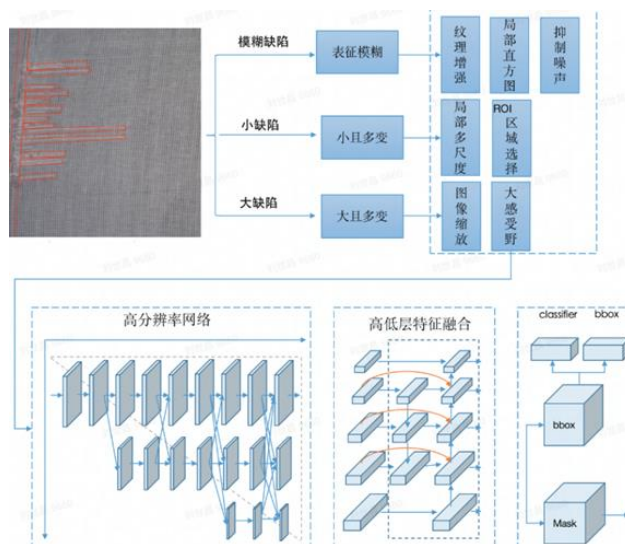 模糊缺陷
表征模糊
纹理增强
局部直方图
抑制噪声
小缺陷
小且多变
局部多尺度
ROI
区域选择
大缺陷
大且多变
图像缩放
大感受野
高分辨率网络
高低层特征融合
classifier bbox
bbox
Mask